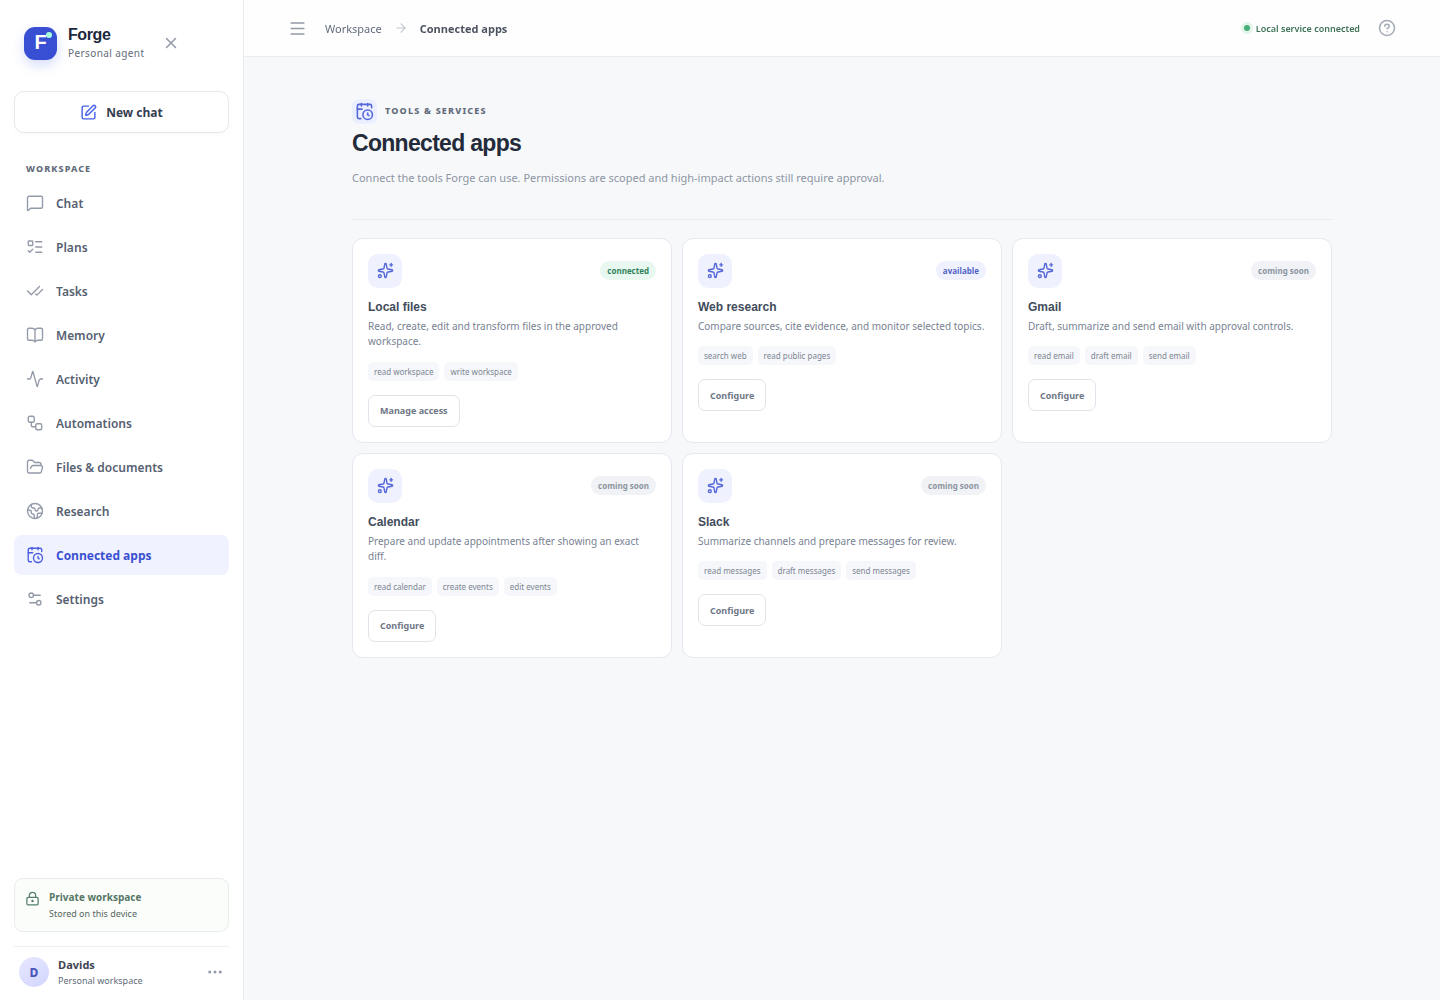 F
Forge
Personal agent
New chat
WORKSPACE
Chat
Plans
Tasks
Memory
Activity
Automations
Files & documents
Research
Connected apps
Settings
Private workspace
Stored on this device
D
Davids
Personal workspace
Workspace
Connected apps
Local service connected
TOOLS & SERVICES
Connected apps
Connect the tools Forge can use. Permissions are scoped and high-impact actions still require approval.
connected
Local files
Read, create, edit and transform files in the approved
workspace.
read workspace write workspace
Manage access
available
Web research
Compare sources, cite evidence, and monitor selected topics.
search web read public pages
Configure
coming soon
Gmail
Draft, summarize and send email with approval controls.
read email draft email send email
Configure
coming soon
Calendar
Prepare and update appointments after showing an exact
diff.
read calendar create events edit events
Configure
coming soon
Slack
Summarize channels and prepare messages for review.
read messages draft messages send messages
Configure